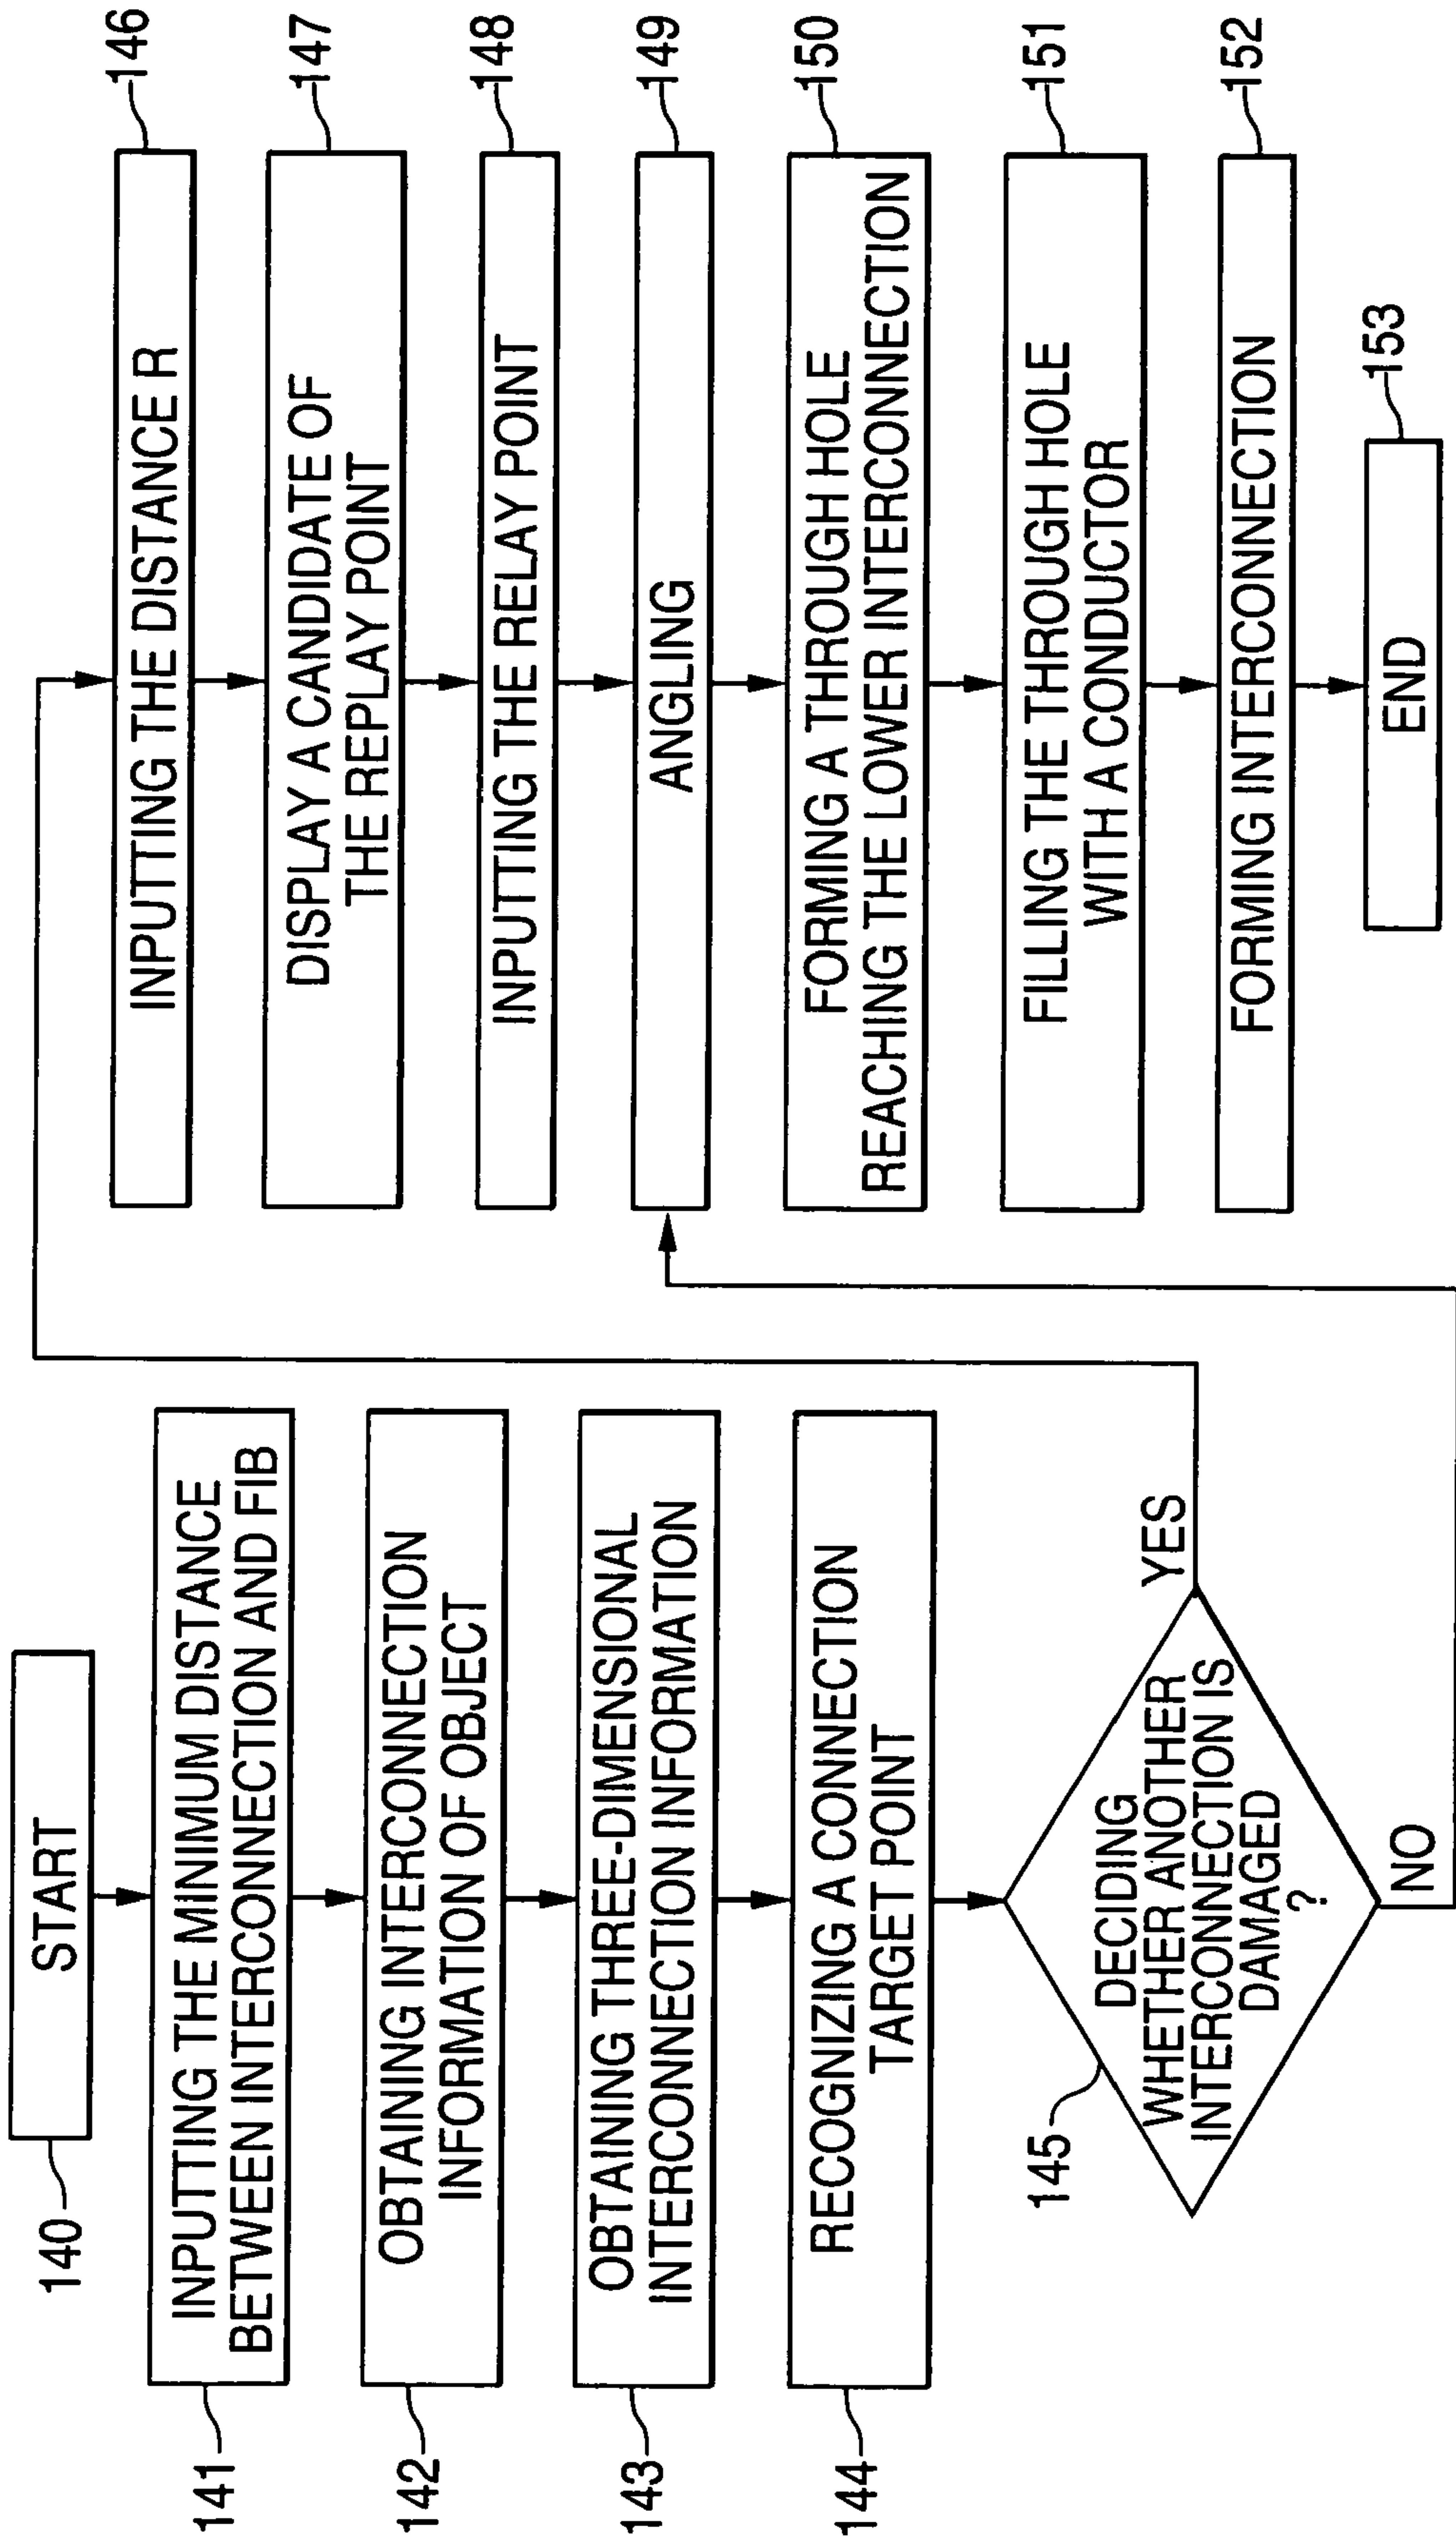 START
140
INPUTTING THE MINIMUM DISTANCE
BETWEEN INTERCONNECTION AND FIB
141
OBTAINING INTERCONNECTION
INFORMATION OF OBJECT
142
OBTAINING THREE-DIMENSIONAL
INTERCONNECTION INFORMATION
143
RECOGNIZING A CONNECTION
TARGET POINT
144
DECIDING
WHETHER ANOTHER
INTERCONNECTION IS
DAMAGED
?
145
YES
NO
INPUTTING THE DISTANCE R
146
DISPLAY A CANDIDATE OF
THE REPLAY POINT
147
INPUTTING THE RELAY POINT
148
ANGLING
149
FORMING A THROUGH HOLE
REACHING THE LOWER INTERCONNECTION
150
FILLING THE THROUGH HOLE
WITH A CONDUCTOR
151
FORMING INTERCONNECTION
152
END
153